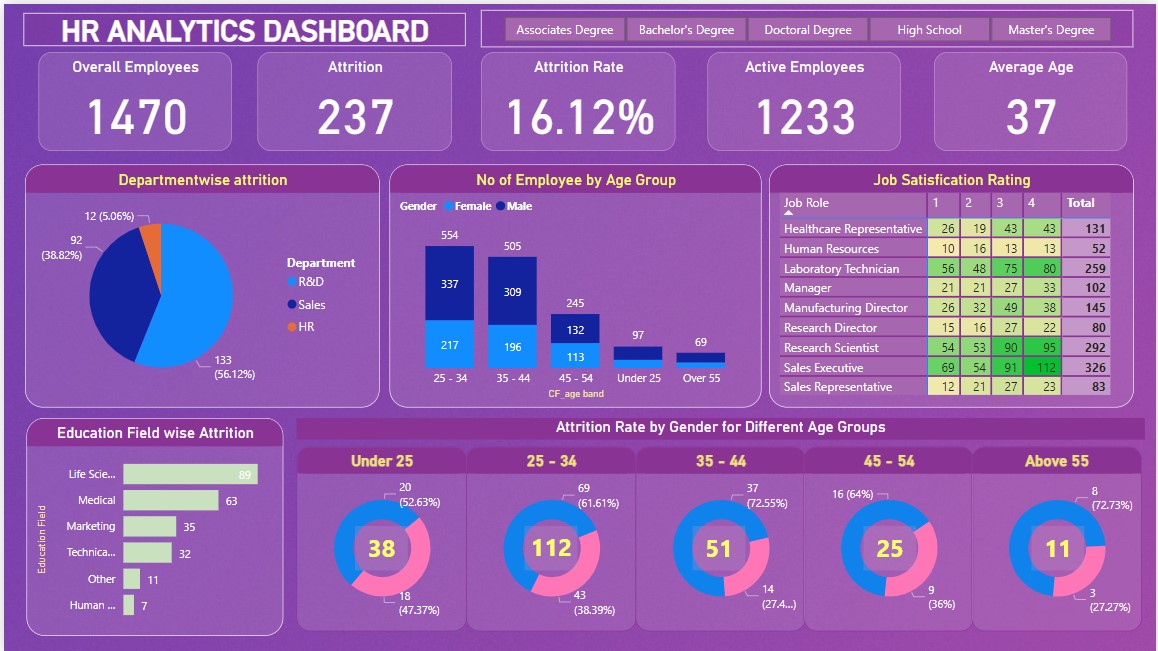 HR ANALYTICS DASHBOARD
Associates Degree Bachelor's Degree Doctoral Degree High School Master's Degree
Overall Employees
1470
Attrition
237
Attrition Rate
16.12%
Active Employees
1233
Average Age
37
Departmentwise attrition
12 (5.06%)
92
(38.82%)
133
(56.12%)
Department
R&D
Sales
HR
No of Employee by Age Group
Gender Female Male
554
337
217
505
309
196
245
132
113
97
69
25 - 34 35 - 44 45 - 54 Under 25 Over 55
CF_age band
Job Satisfication Rating
Job Role 1 2 3 4 Total
Healthcare Representative 26 19 43 43 131
Human Resources 10 16 13 13 52
Laboratory Technician 56 48 75 80 259
Manager 21 21 27 33 102
Manufacturing Director 26 32 49 38 145
Research Director 15 16 27 22 80
Research Scientist 54 53 90 95 292
Sales Executive 69 54 91 112 326
Sales Representative 12 21 27 23 83
Education Field wise Attrition
Education Field
Life Scie... 89
Medical 63
Marketing 35
Technica... 32
Other 11
Human ... 7
Attrition Rate by Gender for Different Age Groups
Under 25
20
(52.63%)
38
18
(47.37%)
25 - 34
69
(61.61%)
112
43
(38.39%)
35 - 44
37
(72.55%)
51
14
(27.4...)
45 - 54
16 (64%)
25
9
(36%)
Above 55
8
(72.73%)
11
3
(27.27%)